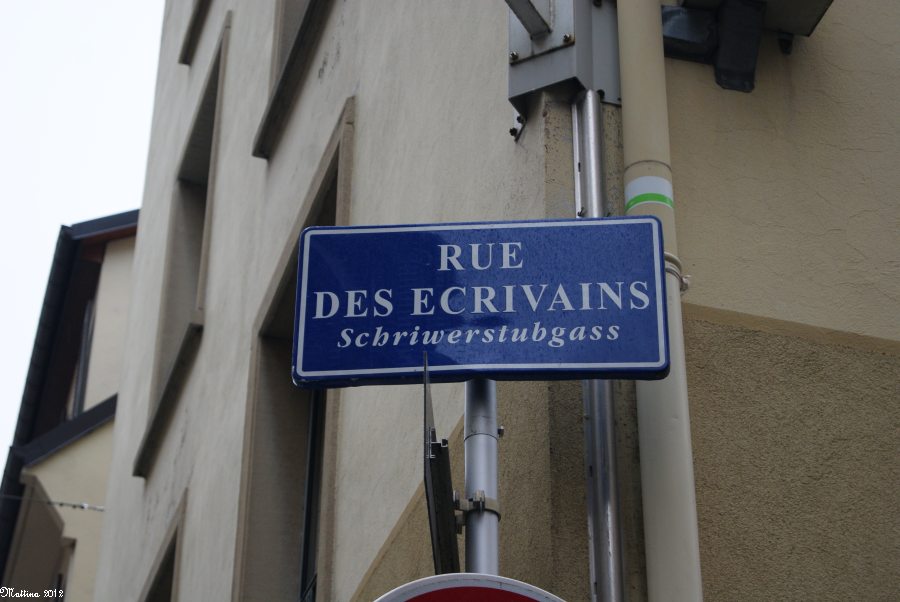 RUE
DES ECRIVAINS
Schriwerstubgass
Mattina 2012